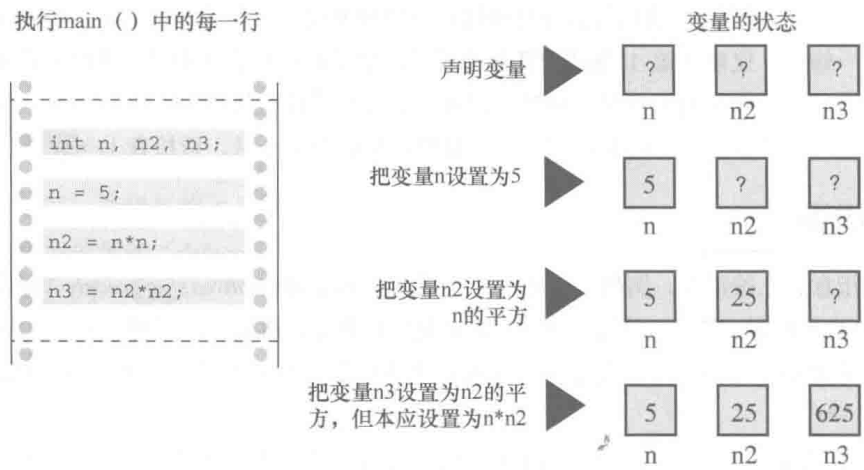 执行main（）中的每一行
变量的状态
int n, n2, n3;
n = 5;
n2 = n*n;
n3 = n2*n2;
声明变量
? ? ?
n n2 n3
把变量n设置为5
5 ? ?
n n2 n3
把变量n2设置为
n的平方
5 25 ?
n n2 n3
把变量n3设置为n2的平
方，但本应设置为n*n2
5 25 625
n n2 n3